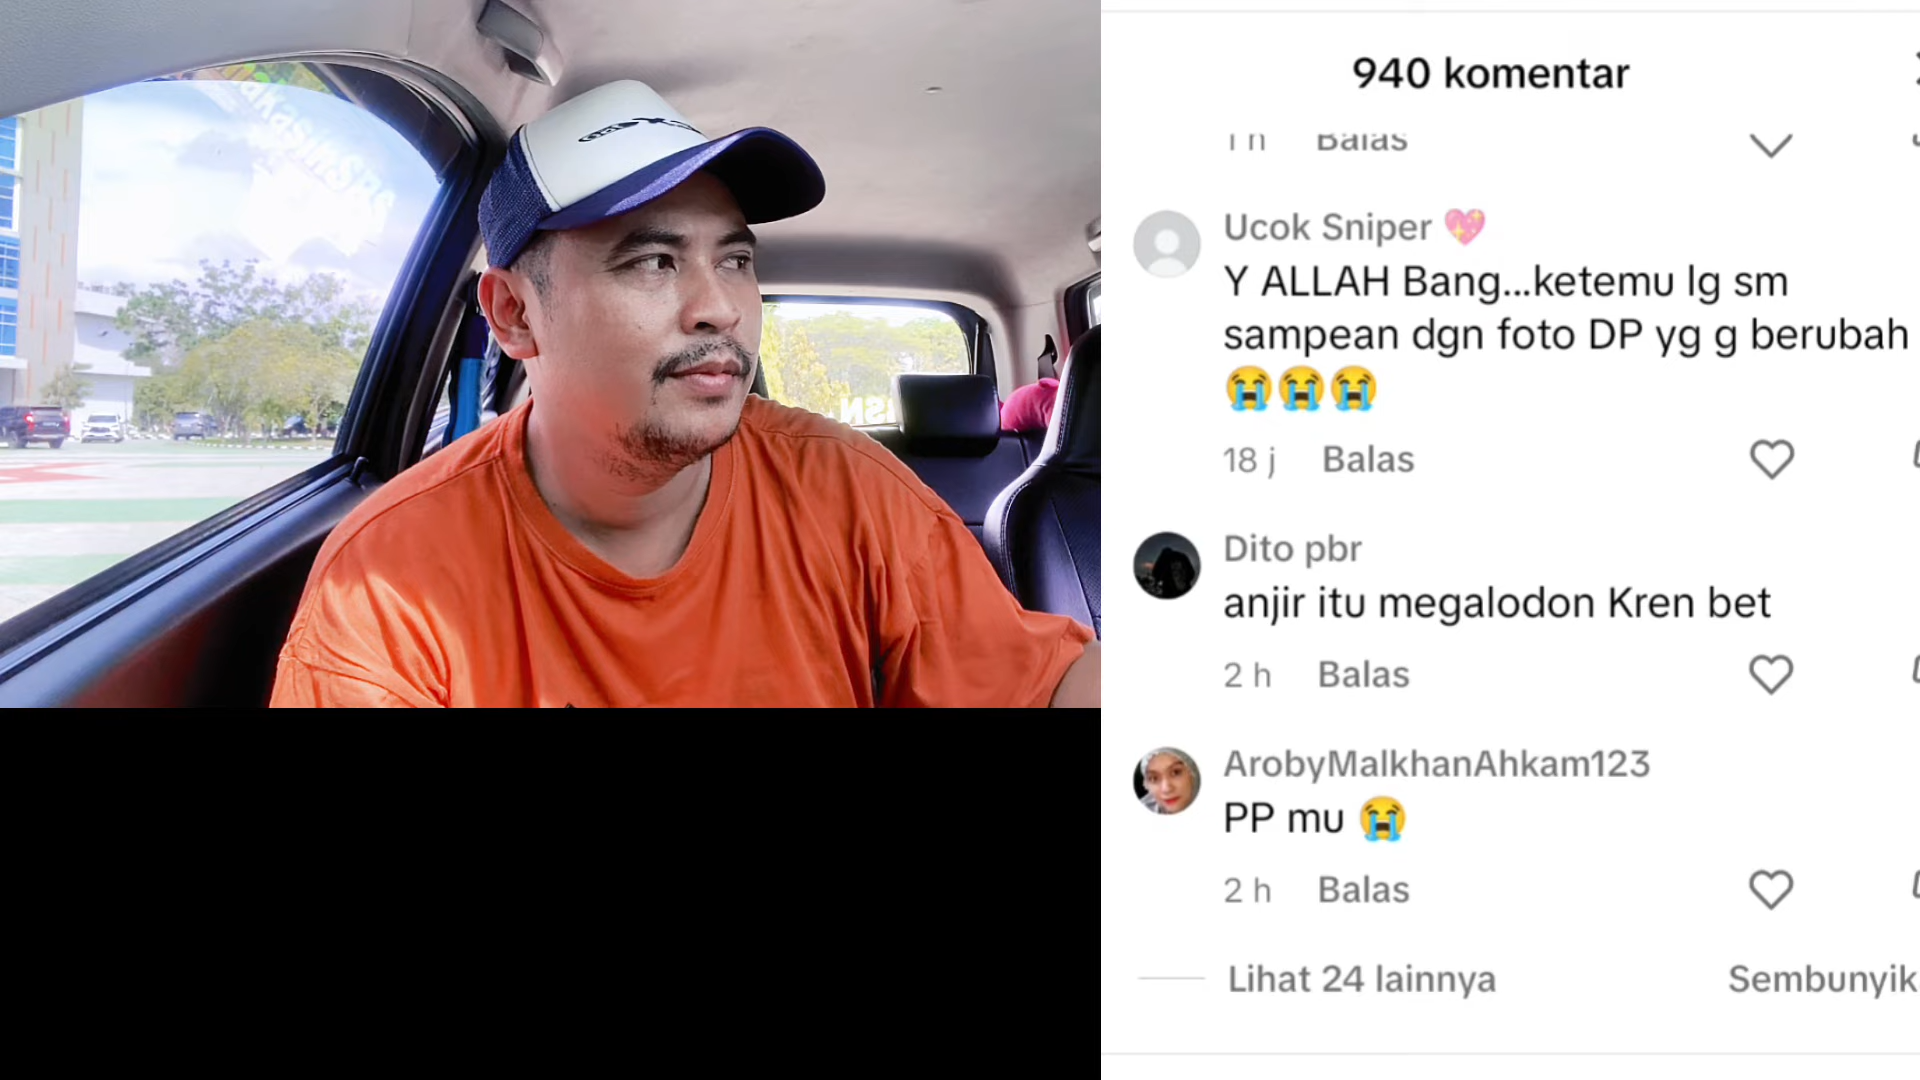 940 komentar
1 h Balas
Ucok Sniper 💖
Y ALLAH Bang...ketemu lg sm
sampean dgn foto DP yg g berubah
😭😭😭
18 j Balas
Dito pbr
anjir itu megalodon Kren bet
2 h Balas
ArobyMalkhanAhkam123
PP mu 😭
2 h Balas
Lihat 24 lainnya Sembunyik